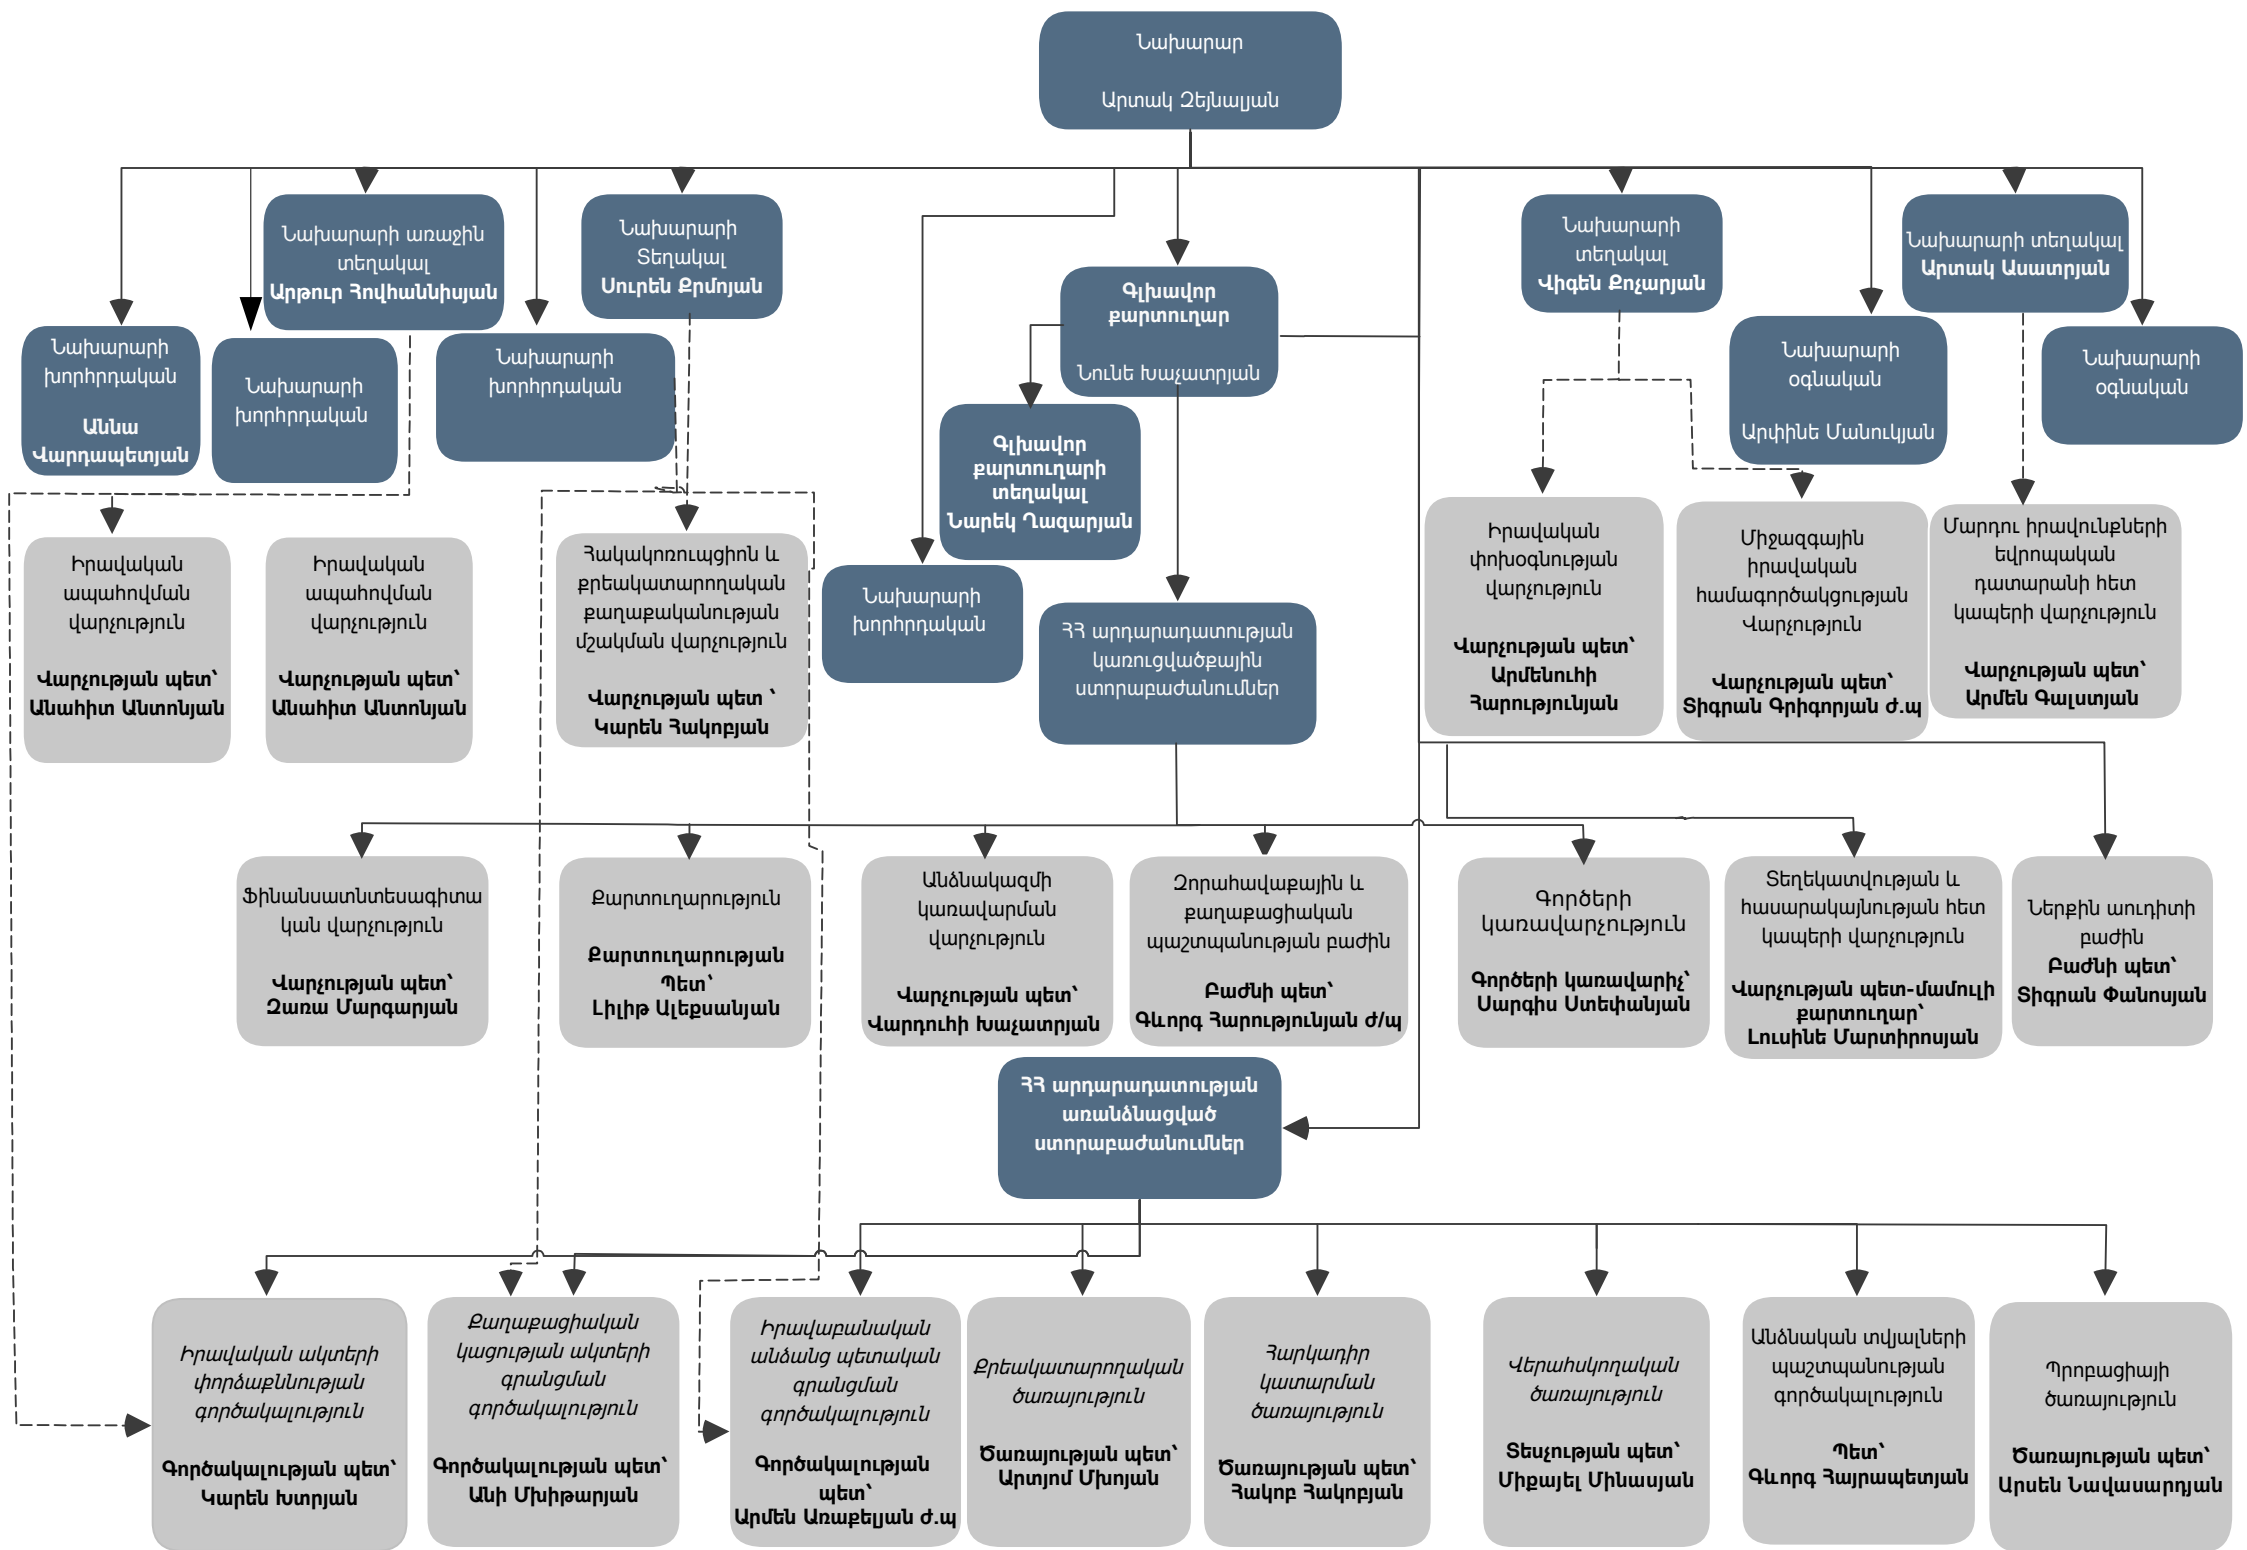 Նախարար
Արտակ Զեյնալյան
Նախարարի առաջին
տեղակալ
Արթուր Հովհաննիսյան
Նախարարի
Տեղակալ
Սուրեն Քրմոյան
Նախարարի
տեղակալ
Վիգեն Քոչարյան
Նախարարի տեղակալ
Արտակ Ասատրյան
Նախարարի
խորհրդական
Աննա
Վարդապետյան
Նախարարի
խորհրդական
Նախարարի
խորհրդական
Գլխավոր
քարտուղար
Նունե Խաչատրյան
Նախարարի
օգնական
Արփինե Մանուկյան
Նախարարի
օգնական
Գլխավոր
քարտուղարի
տեղակալ
Նարեկ Ղազարյան
Նախարարի
խորհրդական
ՀՀ արդարադատության
կառուցվածքային
ստորաբաժանումներ
Իրավական
ապահովման
վարչություն
Վարչության պետ՝
Անահիտ Անտոնյան
Իրավական
ապահովման
վարչություն
Վարչության պետ՝
Անահիտ Անտոնյան
Հակակոռուպցիոն և
քրեակատարողական
քաղաքականության
մշակման վարչություն
Վարչության պետ ՝
Կարեն Հակոբյան
Իրավական
փոխօգնության
վարչություն
Վարչության պետ՝
Արմենուհի
Հարությունյան
Միջազգային
իրավական
համագործակցության
Վարչություն
Վարչության պետ՝
Տիգրան Գրիգորյան ժ.պ
Մարդու իրավունքների
եվրոպական
դատարանի հետ
կապերի վարչություն
Վարչության պետ՝
Արմեն Գալստյան
Ֆինանսատնտեսագիտա
կան վարչություն
Վարչության պետ՝
Զառա Մարգարյան
Քարտուղարություն
Քարտուղարության
Պետ՝
Լիլիթ Ալեքսանյան
Անձնակազմի
կառավարման
վարչություն
Վարչության պետ՝
Վարդուհի Խաչատրյան
Զորահավաքային և
քաղաքացիական
պաշտպանության բաժին
Բաժնի պետ՝
Գևորգ Հարությունյան ժ/պ
Գործերի
կառավարչություն
Գործերի կառավարիչ՝
Սարգիս Ստեփանյան
Տեղեկատվության և
հասարակայնության հետ
կապերի վարչություն
Վարչության պետ-մամուլի
քարտուղար՝
Լուսինե Մարտիրոսյան
Ներքին աուդիտի
բաժին
Բաժնի պետ՝
Տիգրան Փանոսյան
ՀՀ արդարադատության
առանձնացված
ստորաբաժանումներ
Իրավական ակտերի
փորձաքննության
գործակալություն
Գործակալության պետ՝
Կարեն Խտրյան
Քաղաքացիական
կացության ակտերի
գրանցման
գործակալություն
Գործակալության պետ՝
Անի Մխիթարյան
Իրավաբանական
անձանց պետական
գրանցման
գործակալություն
Գործակալության
պետ՝
Արմեն Առաքելյան ժ.պ
Քրեակատարողական
ծառայություն
Ծառայության պետ՝
Արտյոմ Մխոյան
Հարկադիր
կատարման
ծառայություն
Ծառայության պետ՝
Հակոբ Հակոբյան
Վերահսկողական
ծառայություն
Տեսչության պետ՝
Միքայել Մինասյան
Անձնական տվյալների
պաշտպանության
գործակալություն
Պետ՝
Գևորգ Հայրապետյան
Պրոբացիայի
ծառայություն
Ծառայության պետ՝
Արսեն Նավասարդյան